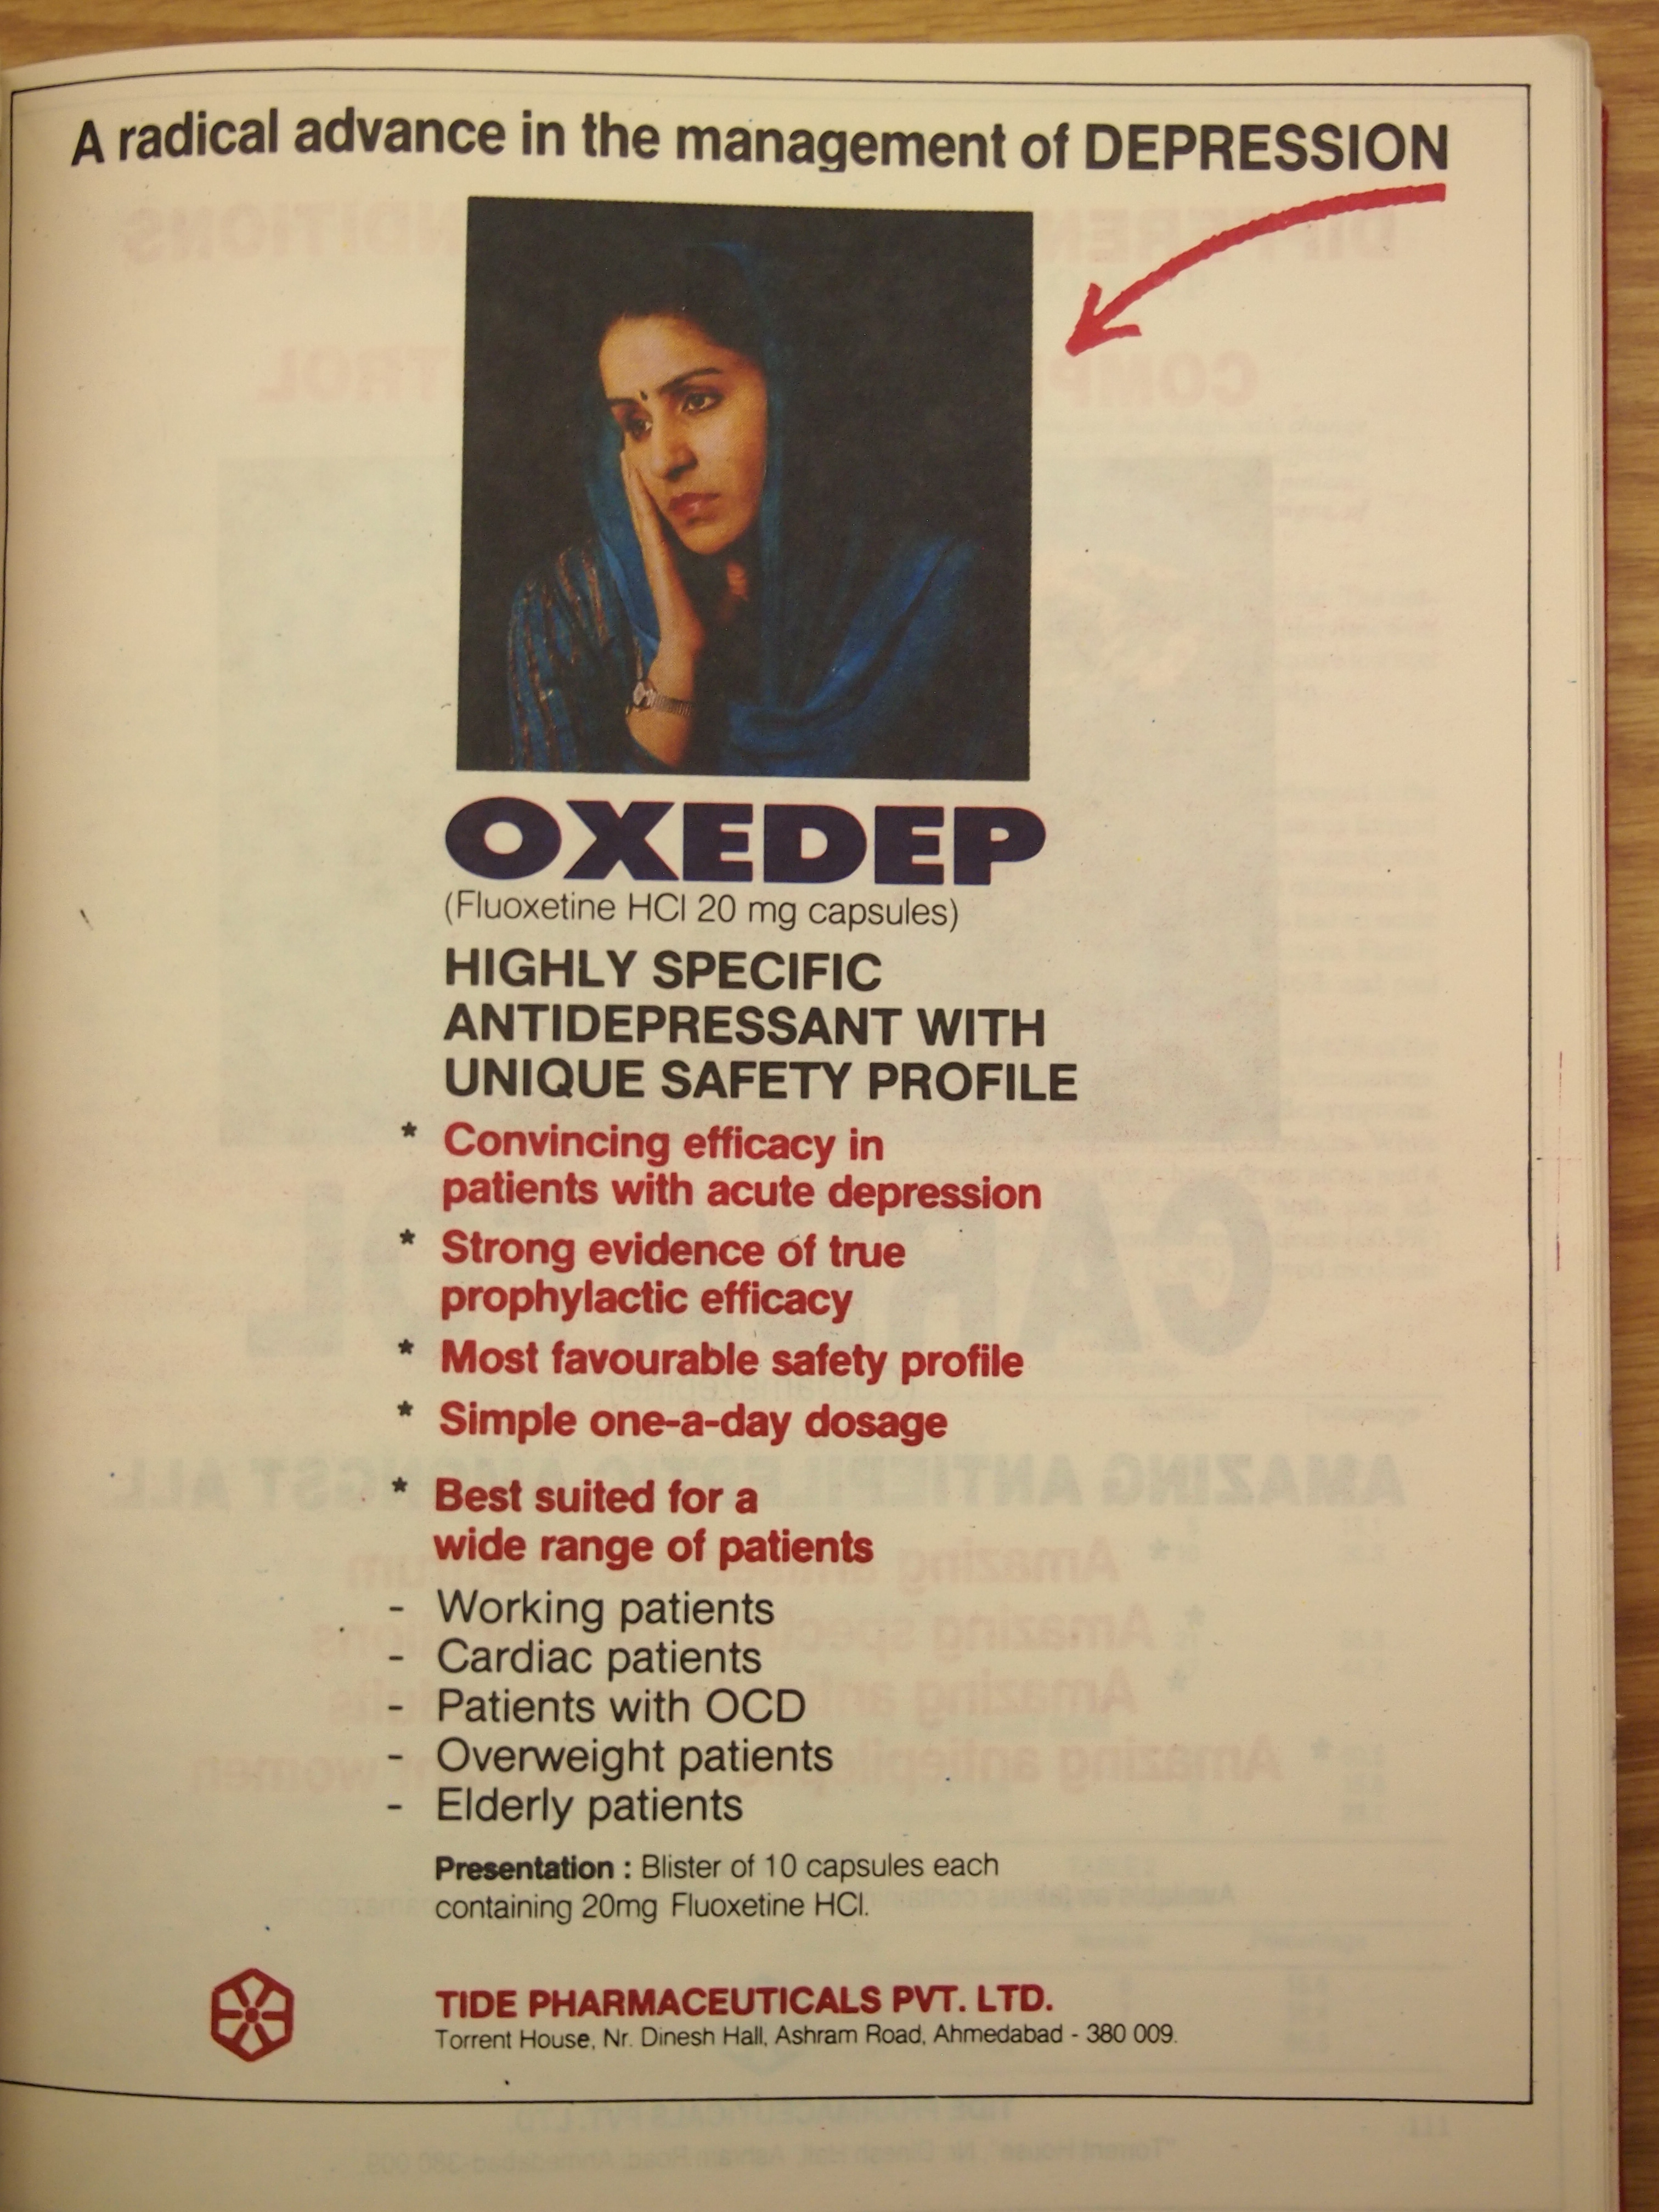 A radical advance in the management of DEPRESSION
OXEDEP
(Fluoxetine HCl 20 mg capsules)
HIGHLY SPECIFIC
ANTIDEPRESSANT WITH
UNIQUE SAFETY PROFILE
* Convincing efficacy in
patients with acute depression
* Strong evidence of true
prophylactic efficacy
* Most favourable safety profile
* Simple one-a-day dosage
* Best suited for a
wide range of patients
- Working patients
- Cardiac patients
- Patients with OCD
- Overweight patients
- Elderly patients
Presentation : Blister of 10 capsules each
containing 20mg Fluoxetine HCl.
TIDE PHARMACEUTICALS PVT. LTD.
Torrent House, Nr. Dinesh Hall, Ashram Road, Ahmedabad - 380 009.